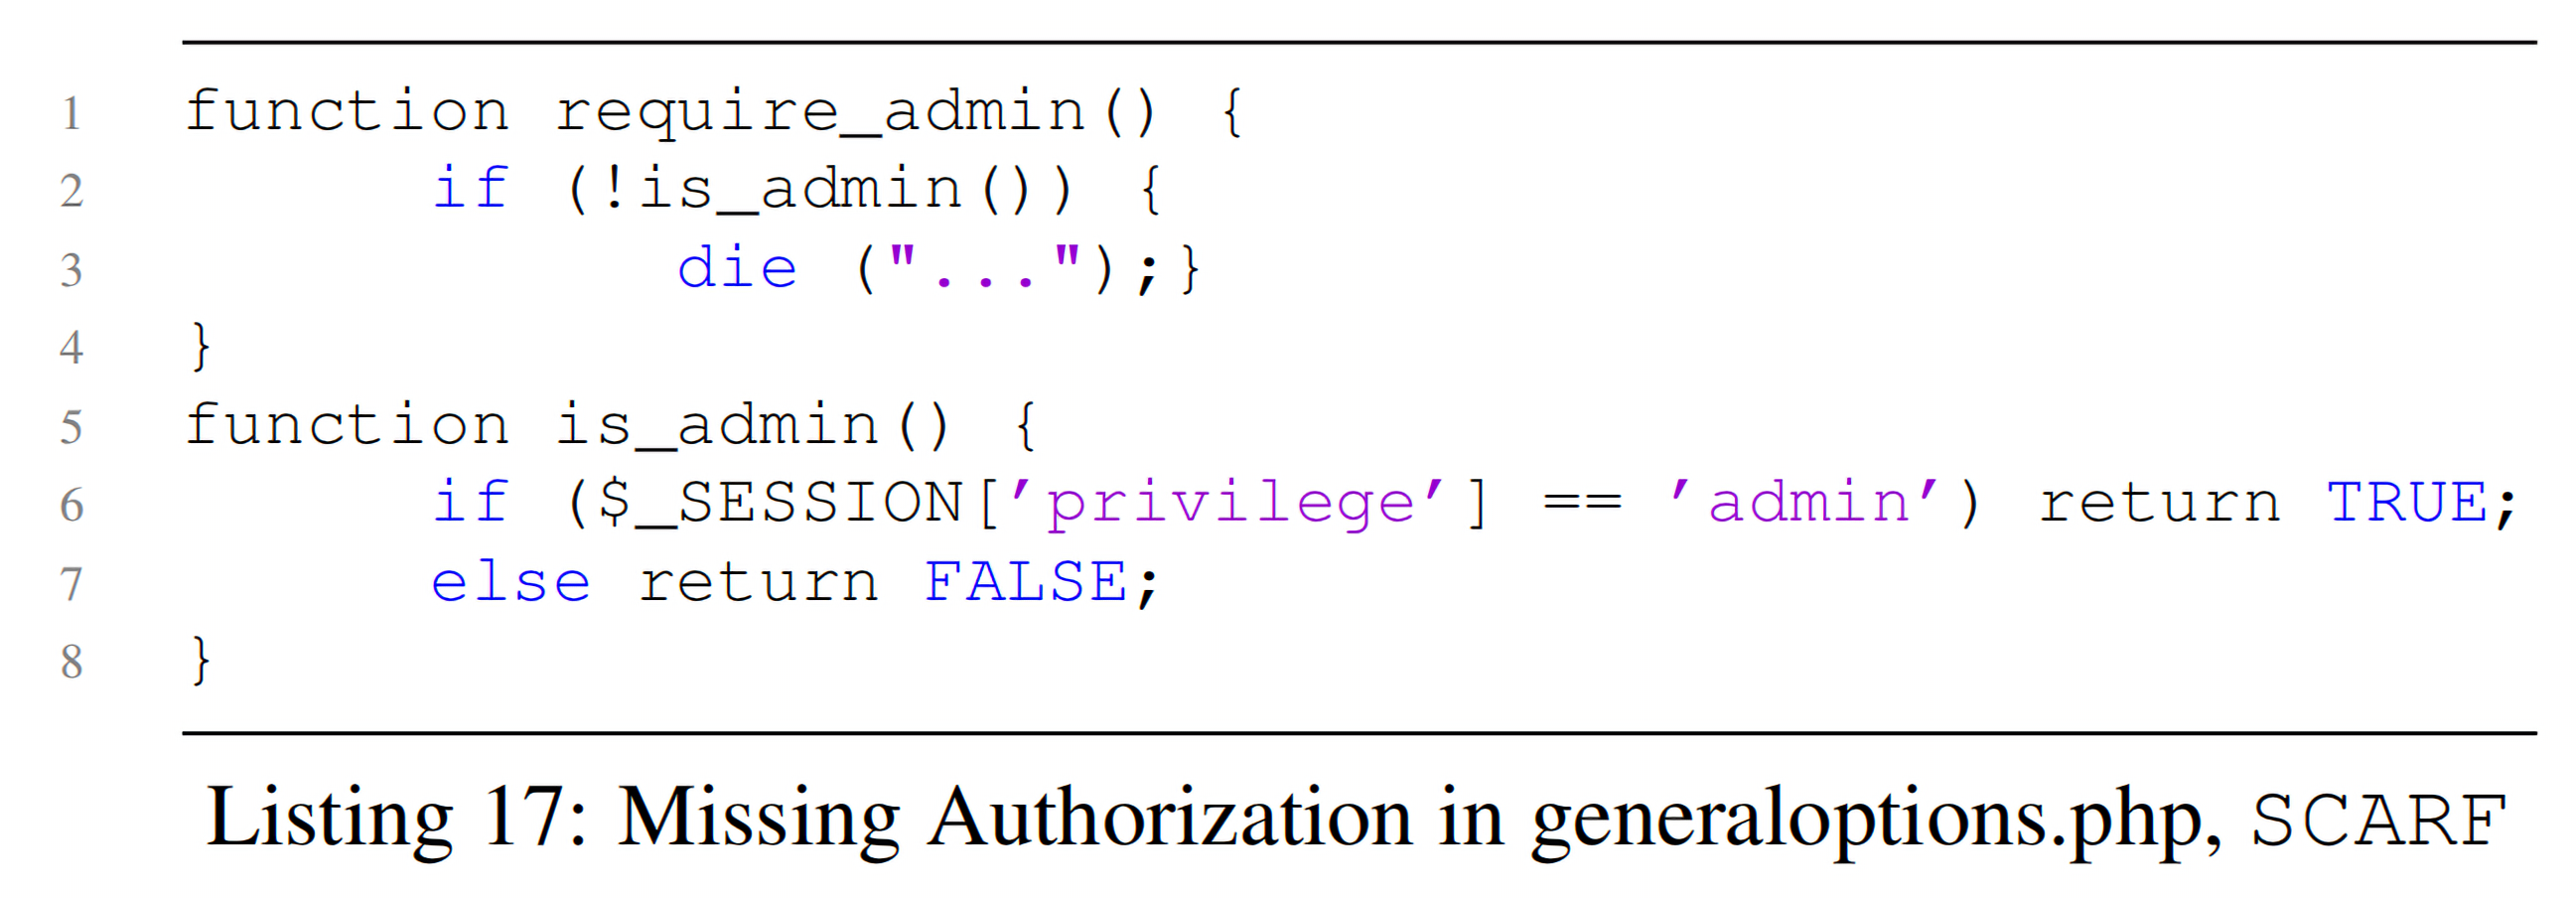 1 function require_admin() {
2 if (!is_admin()) {
3 die ("...");}
4 }
5 function is_admin() {
6 if ($_SESSION['privilege'] == 'admin') return TRUE;
7 else return FALSE;
8 }
Listing 17: Missing Authorization in generaloptions.php, SCARF